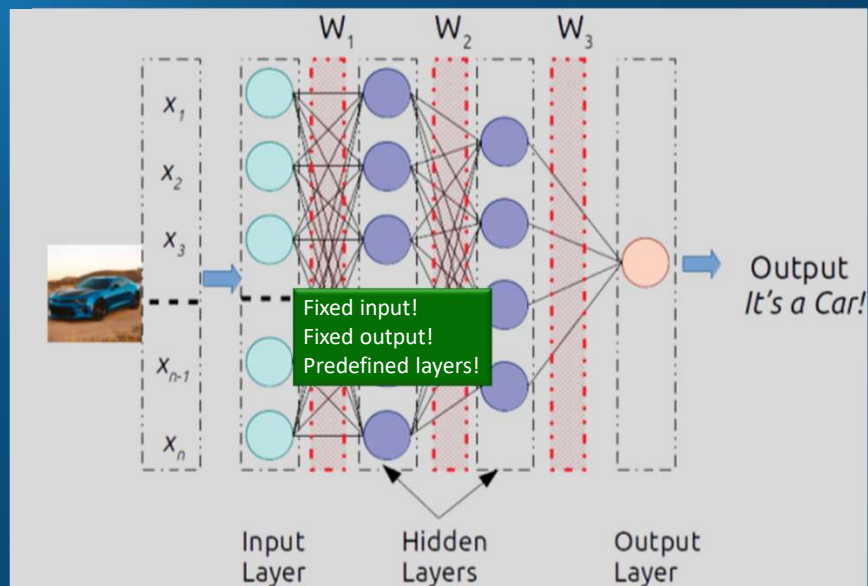 W1 W2 W3
x1
x2
x3
xn-1
xn
Fixed input!
Fixed output!
Predefined layers!
Output
It's a Car!
Input
Layer
Hidden
Layers
Output
Layer